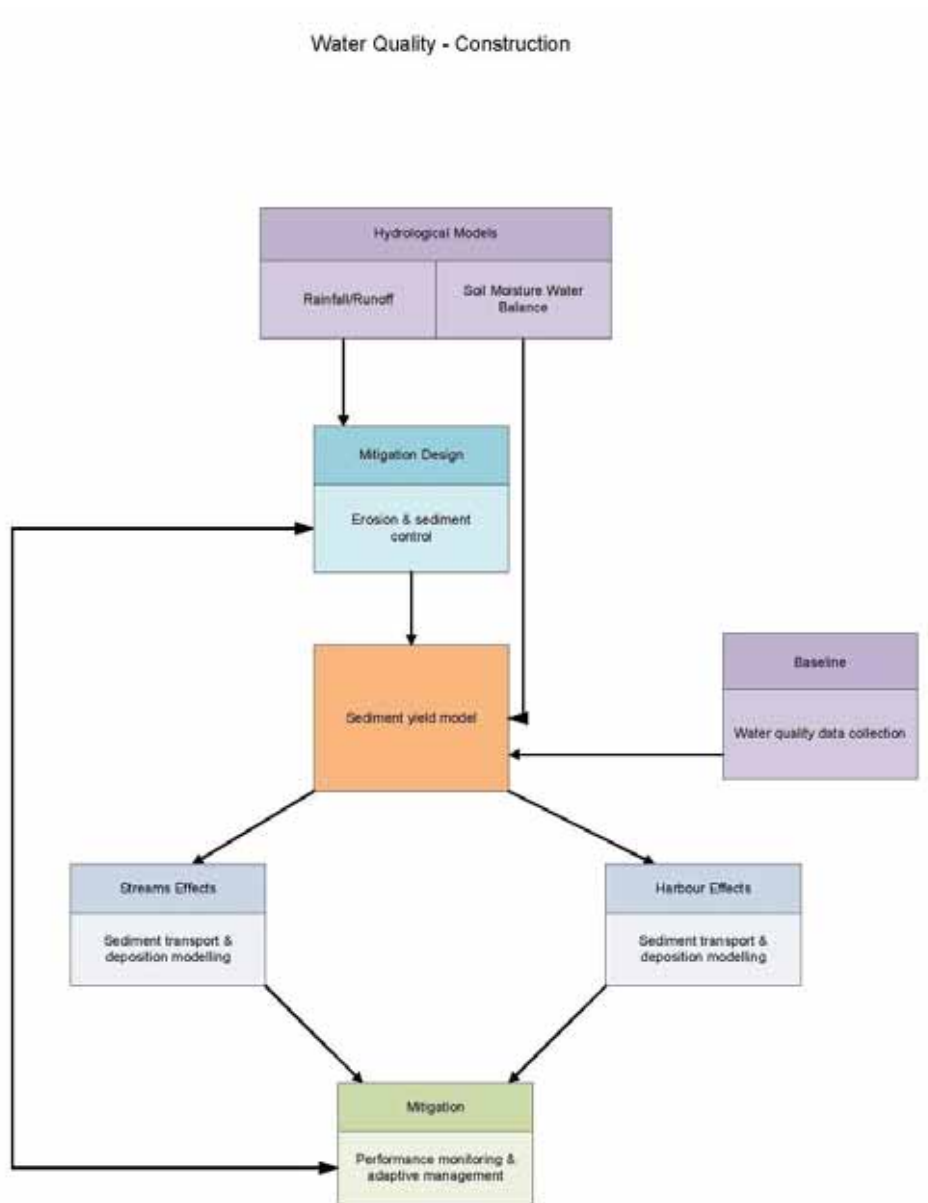 Water Quality - Construction
Hydrological Models
Rainfall/Runoff
Soil Moisture Water
Balance
Mitigation Design
Erosion & sediment
control
Sediment yield model
Baseline
Water quality data collection
Streams Effects
Sediment transport &
deposition modelling
Harbour Effects
Sediment transport &
deposition modelling
Mitigation
Performance monitoring &
adaptive management